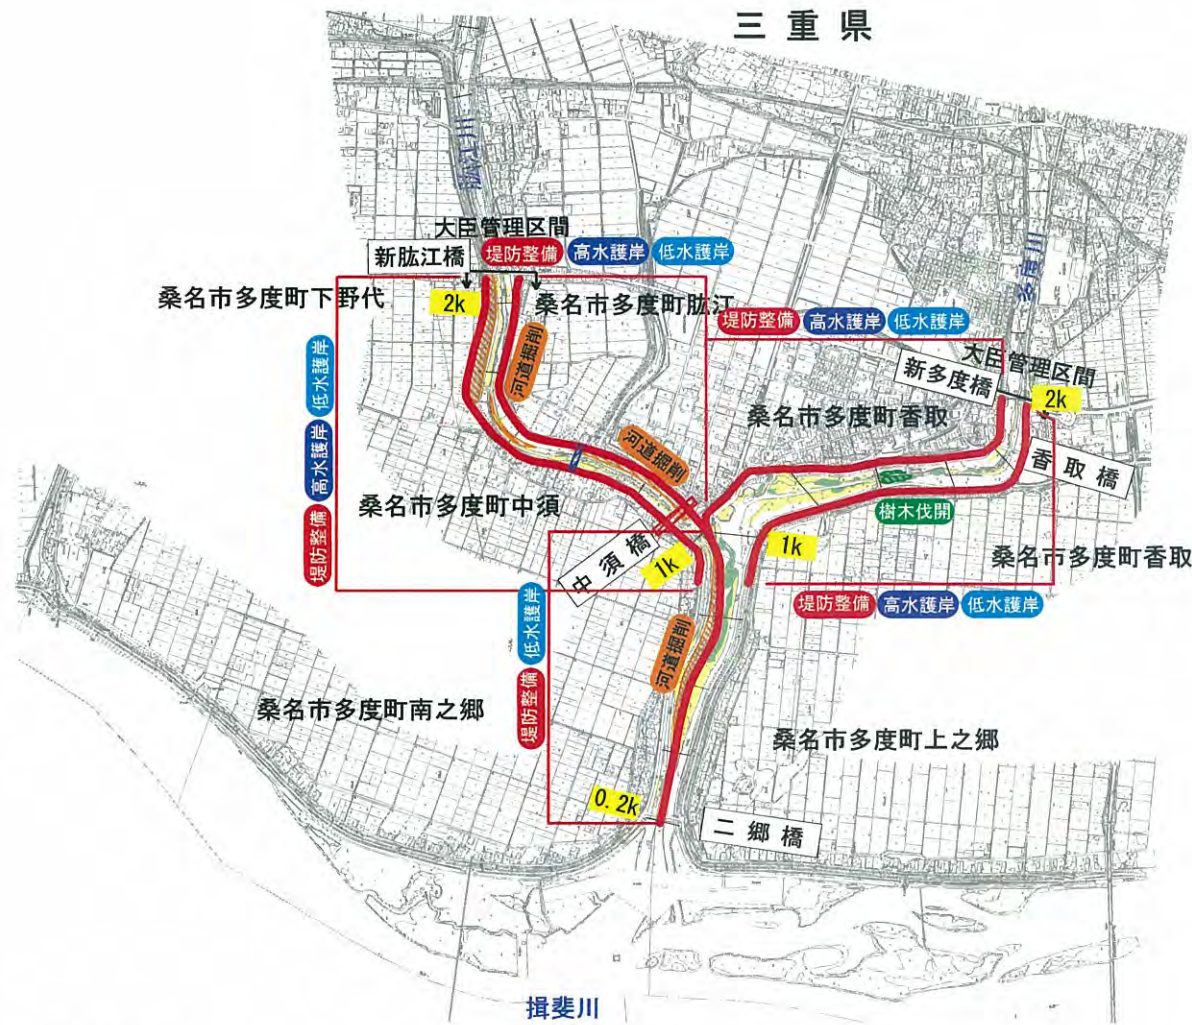 三重県
肱江川
大臣管理区間
新肱江橋
堤防整備 高水護岸 低水護岸
桑名市多度町下野代
2k
桑名市多度町肱江
多度川
堤防整備 高水護岸 低水護岸
大臣管理区間
新多度橋
2k
河道掘削
低水護岸
高水護岸
堤防整備
桑名市多度町香取
河道掘削
香取橋
桑名市多度町中須
樹木伐開
中須橋
1k
1k
桑名市多度町香取
堤防整備 高水護岸 低水護岸
低水護岸
堤防整備
河道掘削
桑名市多度町南之郷
桑名市多度町上之郷
0.2k
二郷橋
揖斐川